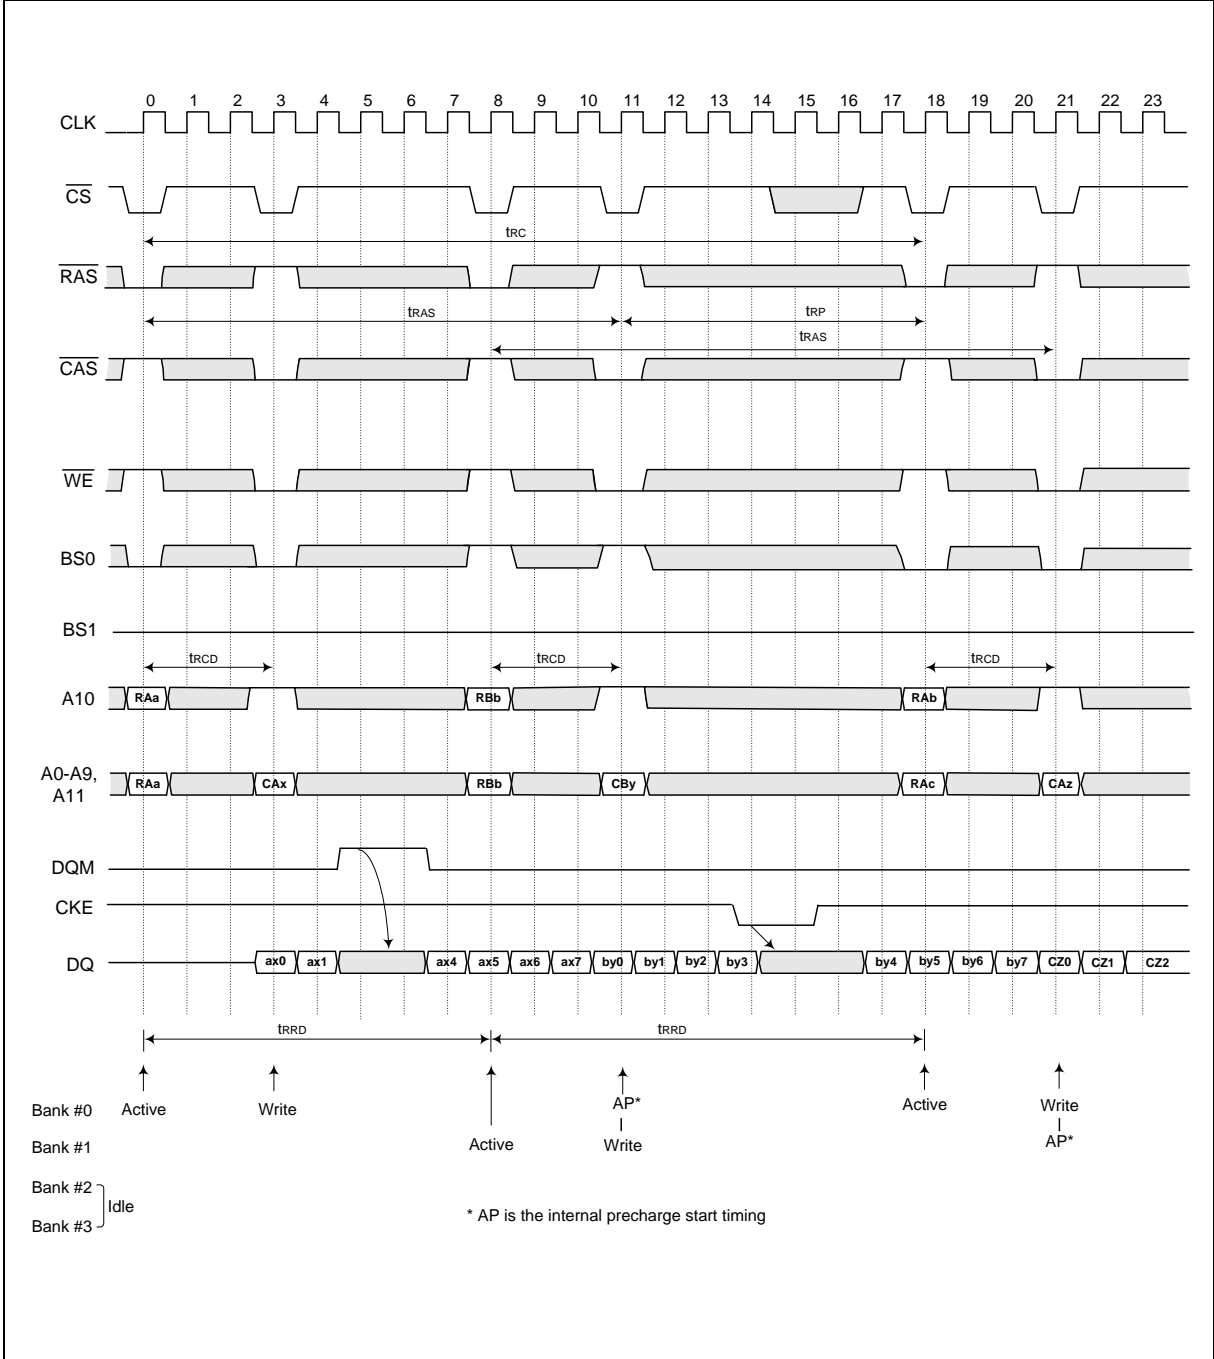 0 1 2 3 4 5 6 7 8 9 10 11 12 13 14 15 16 17 18 19 20 21 22 23
CLK
CS
tRC
RAS
tRAS tRP
tRAS
CAS
WE
BS0
BS1
tRCD tRCD tRCD
A10 RAa RBb RAb
A0-A9,
A11
RAa CAx RBb CBy RAc CAz
DQM
CKE
DQ ax0 ax1 ax4 ax5 ax6 ax7 by0 by1 by2 by3 by4 by5 by6 by7 CZ0 CZ1 CZ2
tRRD tRRD
Bank #0 Active Write AP* Active Write
Bank #1 Active Write AP*
Bank #2
Idle
Bank #3
* AP is the internal precharge start timing